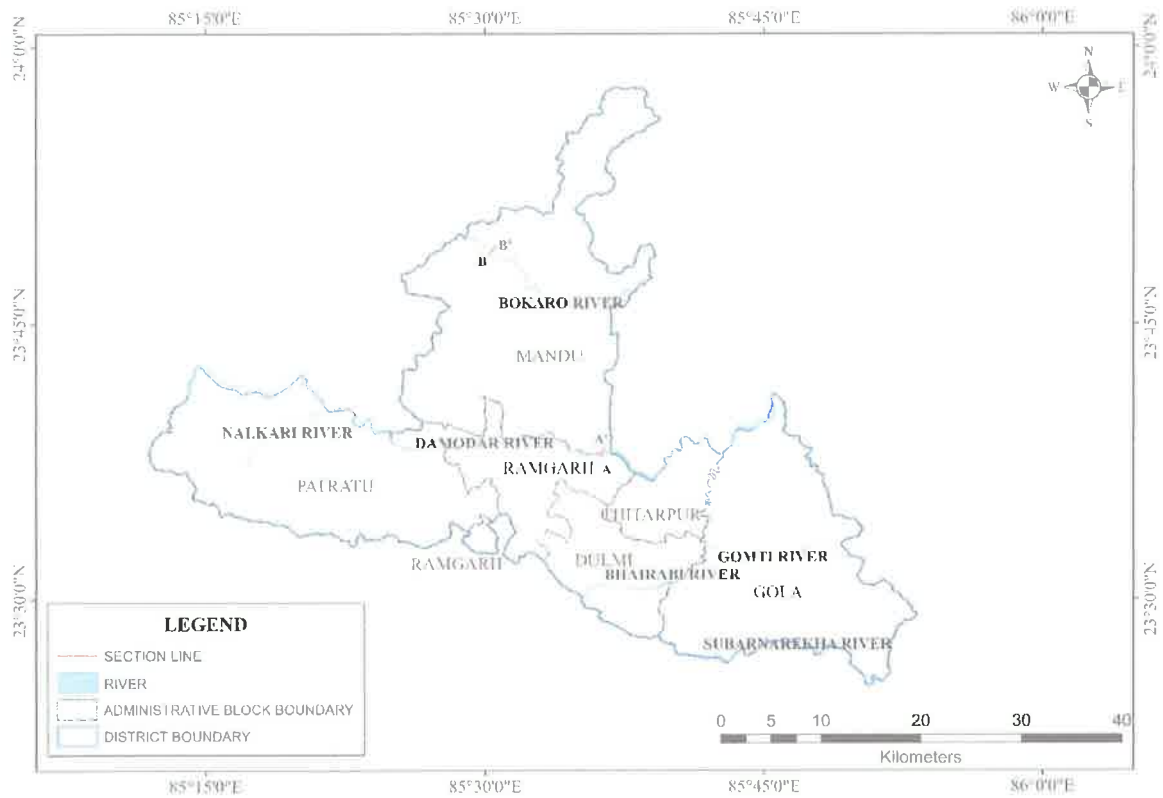 85°15'0"E 85°30'0"E 85°45'0"E 86°0'0"E
24°0'0"N 24°0'0"N
N
W E
S
B'
B
BOKARO RIVER
23°45'0"N 23°45'0"N
MANDU
NALKARI RIVER
DAMODAR RIVER
A'
RAMGARH A
PATRATU
CHITARPUR
RAMGARH
DULMI
GOMTI RIVER
BHAIRABI RIVER
ER
GOLA
23°30'0"N 23°30'0"N
SUBARNAREKHA RIVER
LEGEND
SECTION LINE
RIVER
ADMINISTRATIVE BLOCK BOUNDARY
DISTRICT BOUNDARY
0 5 10 20 30 40
Kilometers
85°15'0"E 85°30'0"E 85°45'0"E 86°0'0"E